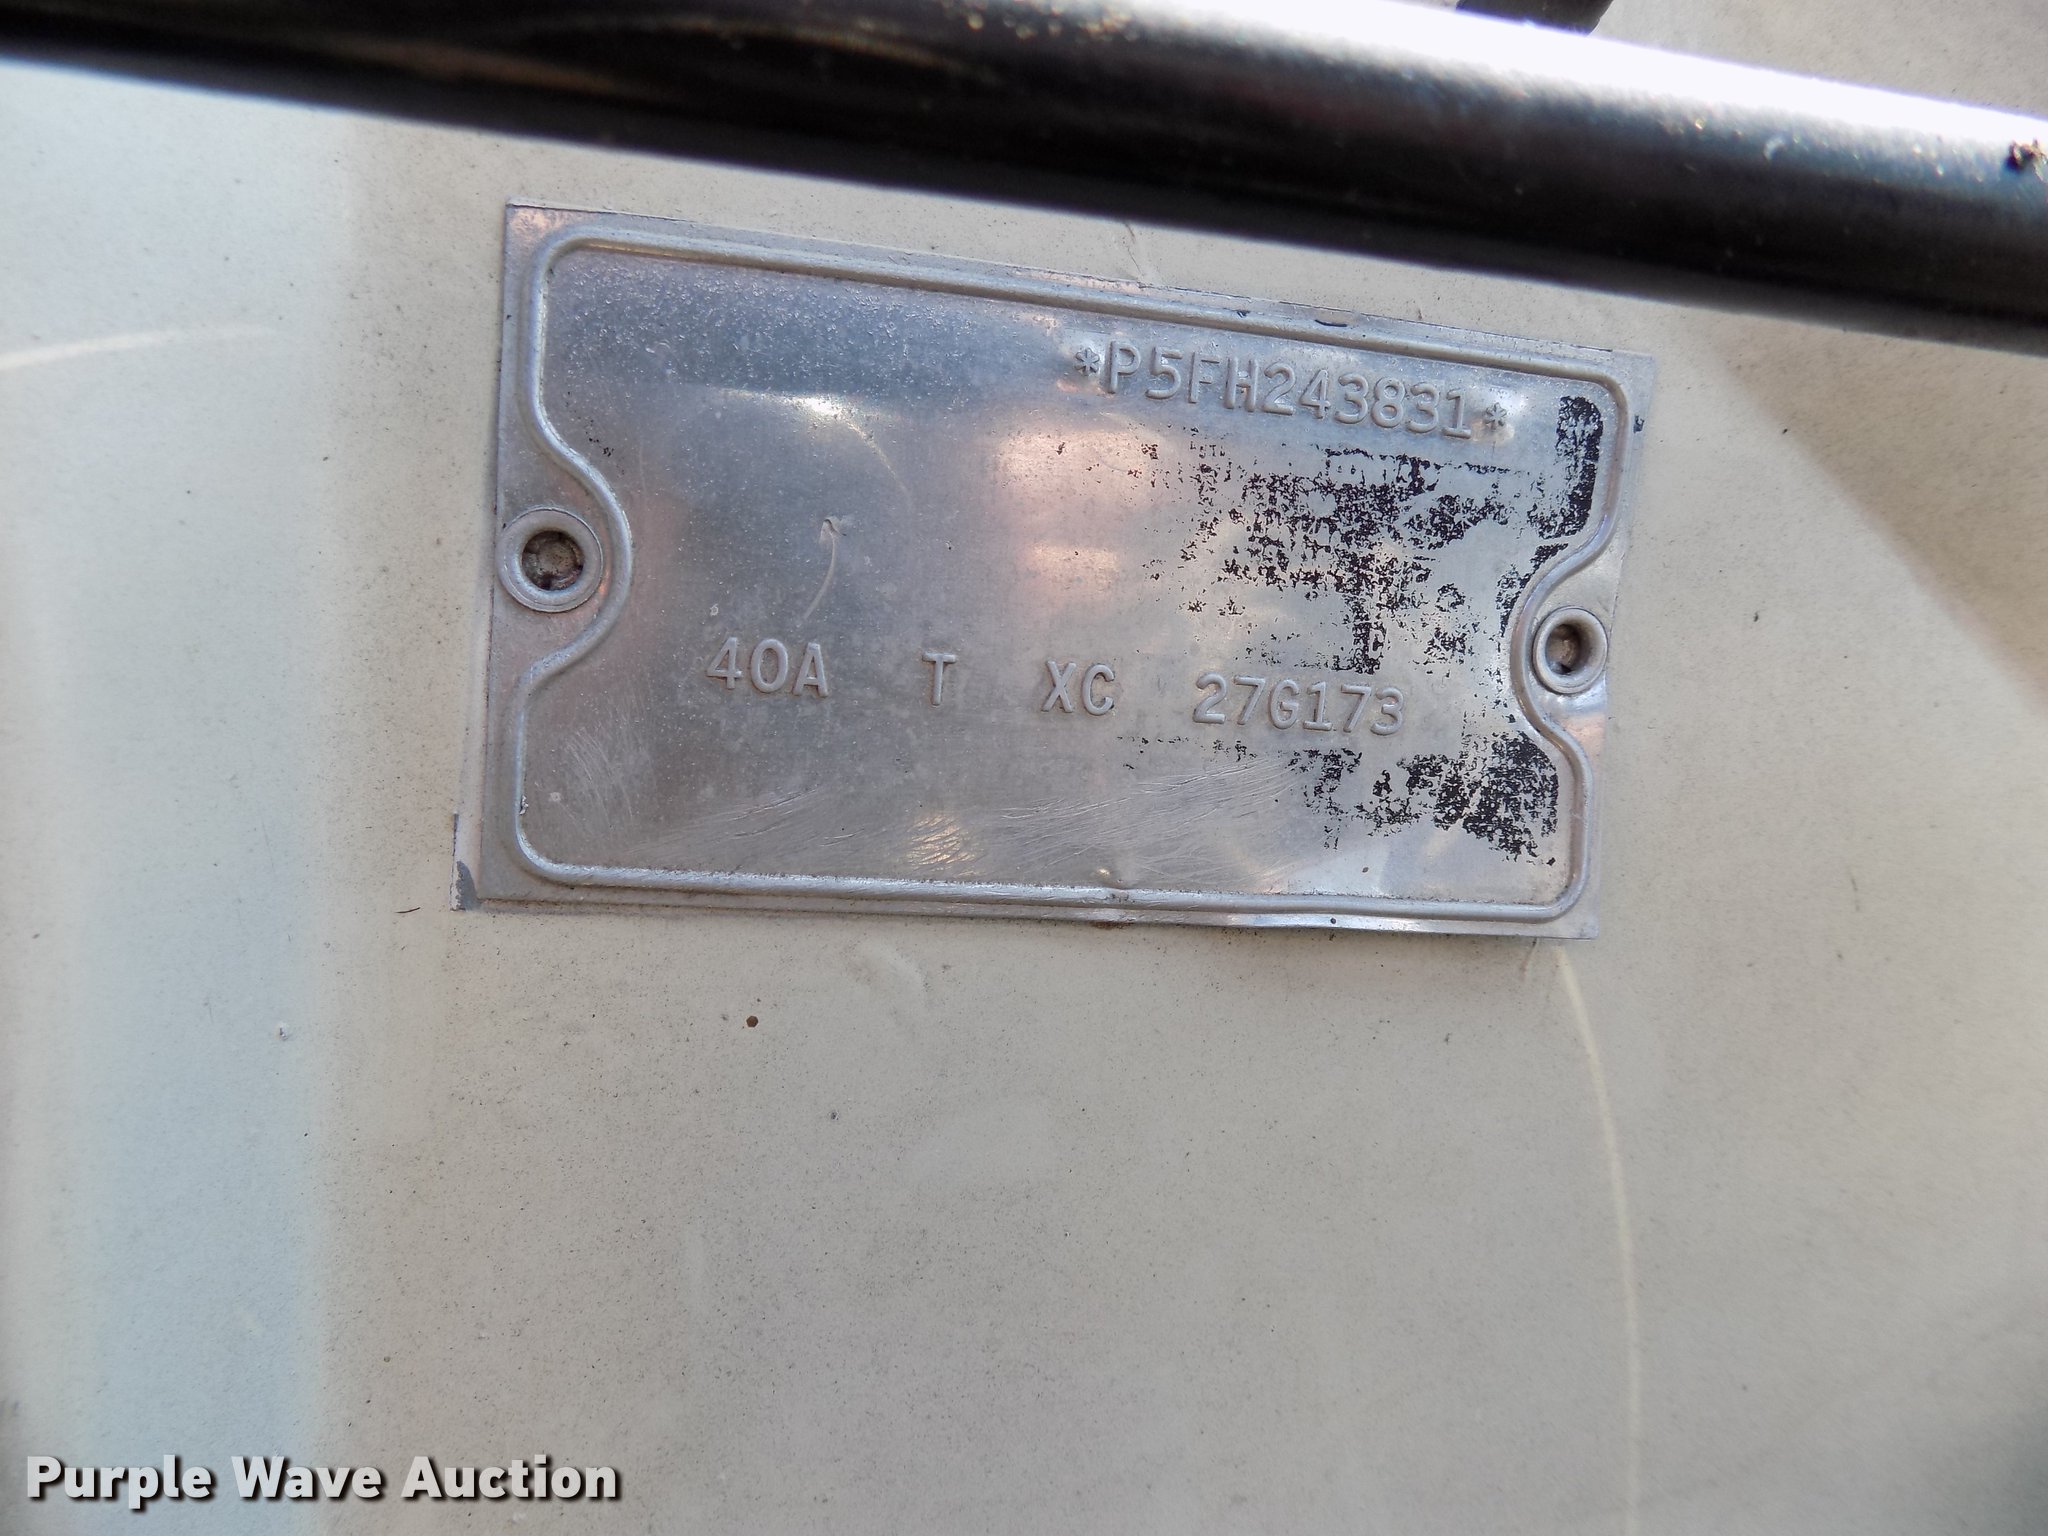 *P5FH243831*
40A T XC 27G173
Purple Wave Auction